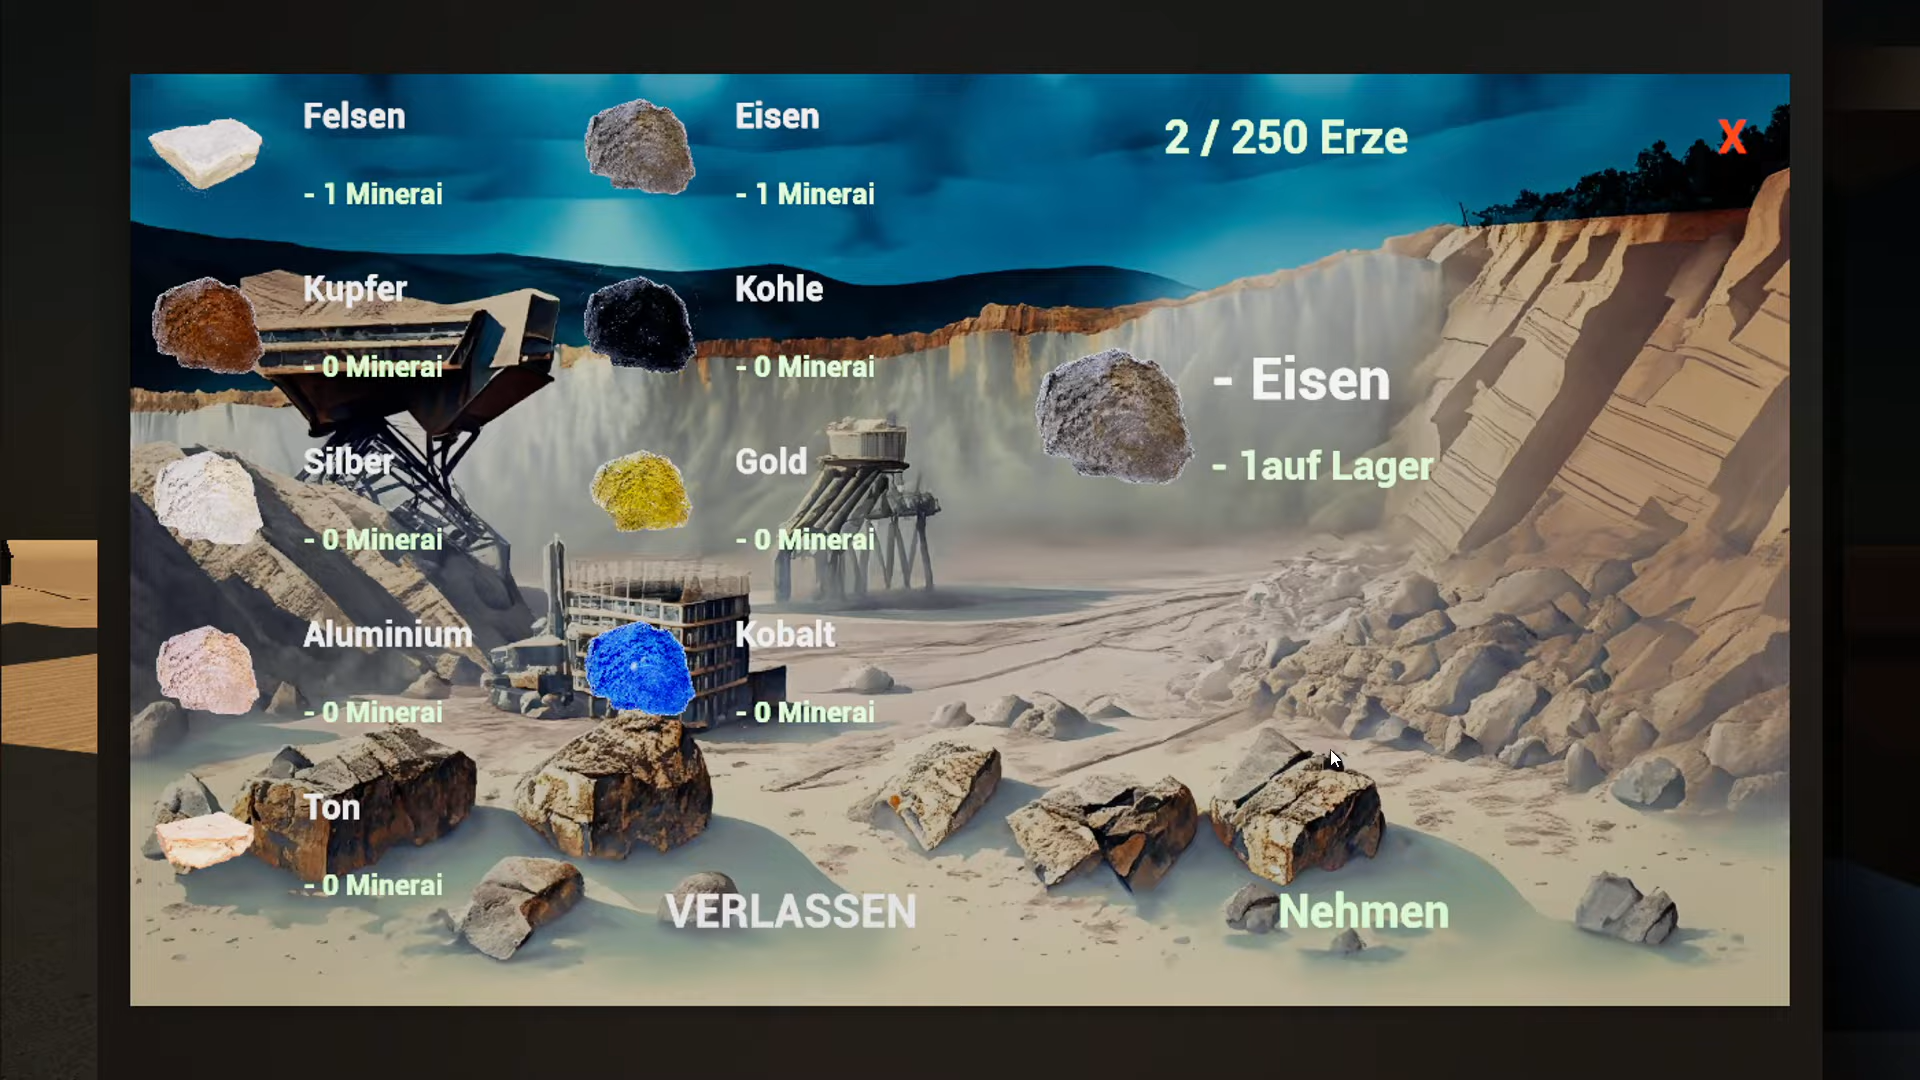 Felsen
- 1 Minerai
Eisen
- 1 Minerai
2 / 250 Erze
X
Kupfer
- 0 Minerai
Kohle
- 0 Minerai
- Eisen
- 1auf Lager
Silber
- 0 Minerai
Gold
- 0 Minerai
Aluminium
- 0 Minerai
Kobalt
- 0 Minerai
Ton
- 0 Minerai
VERLASSEN
Nehmen